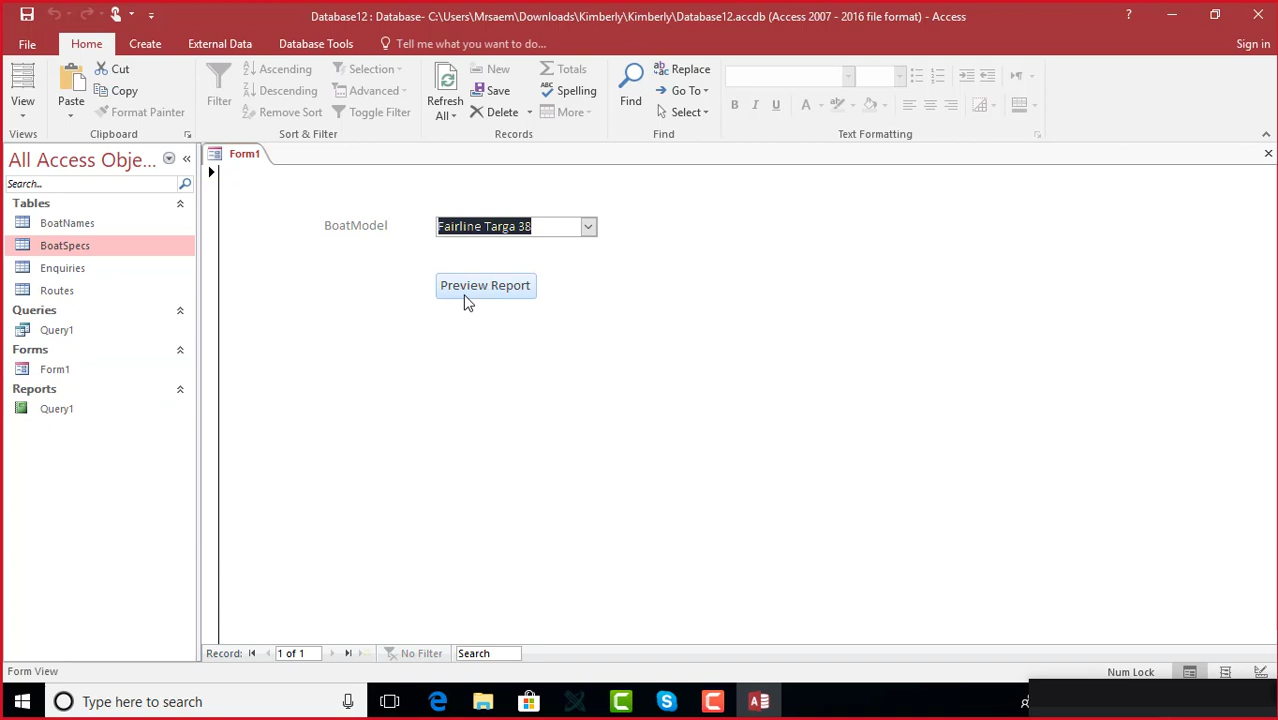 Database12 : Database- C:\Users\Mrsaem\Downloads\Kimberly\Kimberly\Database12.accdb (Access 2007 - 2016 file format) - Access
?
File Home Create External Data Database Tools Tell me what you want to do... Sign in
View
Views
Paste
Cut
Copy
Format Painter
Clipboard
Filter
Ascending
Descending
Remove Sort
Selection
Advanced
Toggle Filter
Sort & Filter
Refresh
All
New
Save
Delete
Totals
Spelling
More
Records
Find
Replace
Go To
Select
Find
B I U A
Text Formatting
All Access Obje...
Search...
Tables
BoatNames
BoatSpecs
Enquiries
Routes
Queries
Query1
Forms
Form1
Reports
Query1
Form1
BoatModel Fairline Targa 38
Preview Report
Record: 1 of 1 No Filter Search
Form View Num Lock
Type here to search